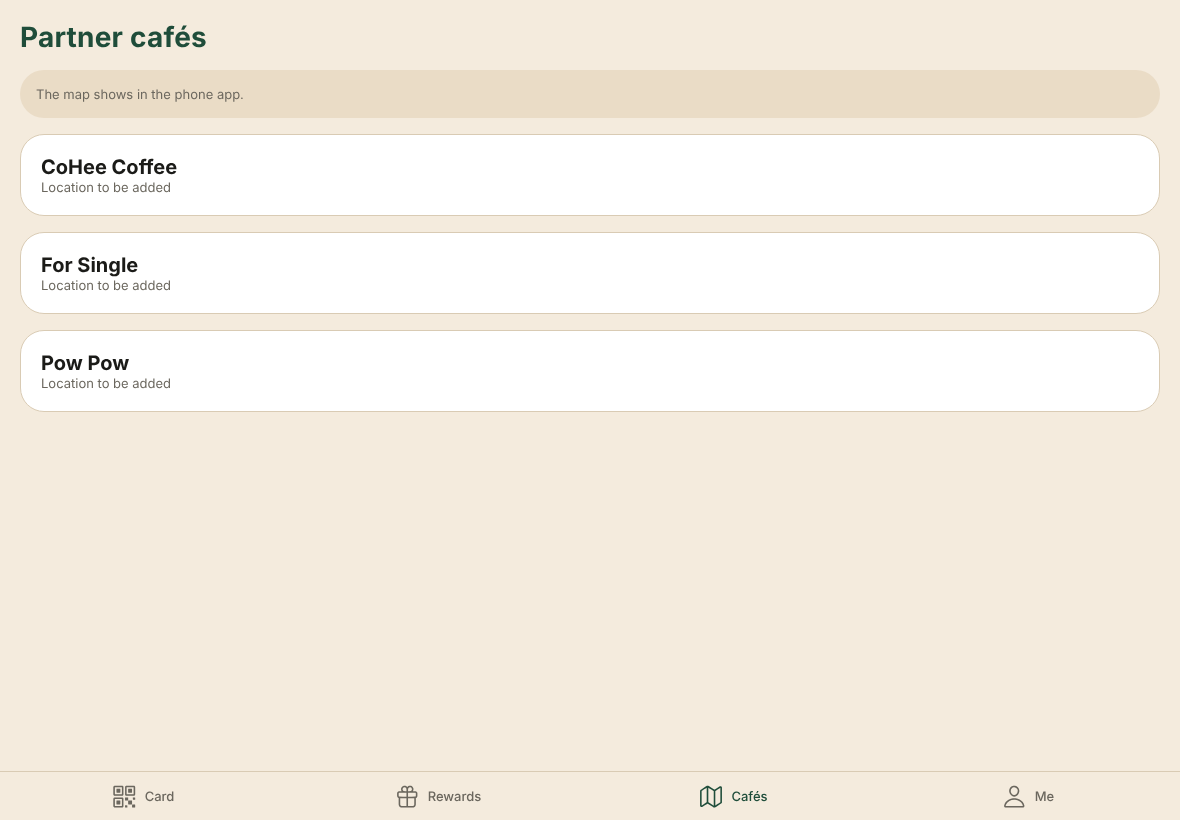 Partner cafés
The map shows in the phone app.
CoHee Coffee
Location to be added
For Single
Location to be added
Pow Pow
Location to be added
Card
Rewards
Cafés
Me